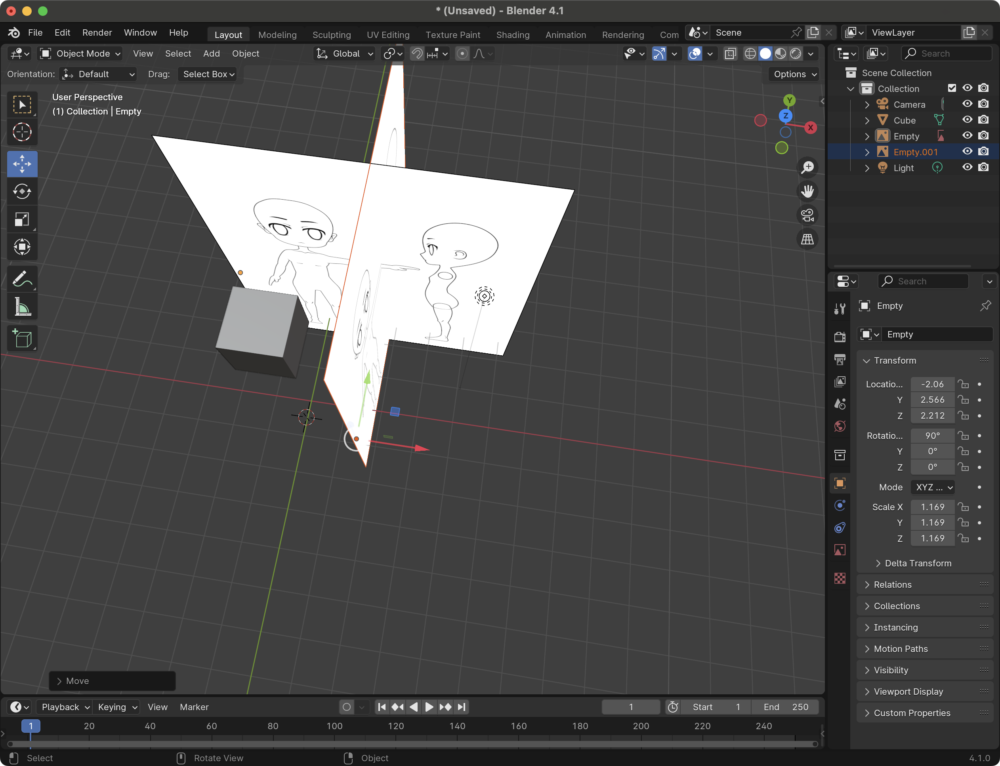 * (Unsaved) - Blender 4.1
File Edit Render Window Help Layout Modeling Sculpting UV Editing Texture Paint Shading Animation Rendering Com Scene ViewLayer
Object Mode View Select Add Object Global Search
Orientation: Default Drag: Select Box Options
User Perspective
(1) Collection | Empty
Y
Z
X
Scene Collection
Collection
Camera
Cube
Empty
Empty.001
Light
Search
Empty
Empty
Transform
Locatio... -2.06
Y 2.566
Z 2.212
Rotatio... 90°
Y 0°
Z 0°
Mode XYZ ...
Scale X 1.169
Y 1.169
Z 1.169
Delta Transform
Relations
Collections
Instancing
Motion Paths
Visibility
Viewport Display
Custom Properties
Move
Playback Keying View Marker 1 Start 1 End 250
1 20 40 60 80 100 120 140 160 180 200 220 240
Select Rotate View Object 4.1.0